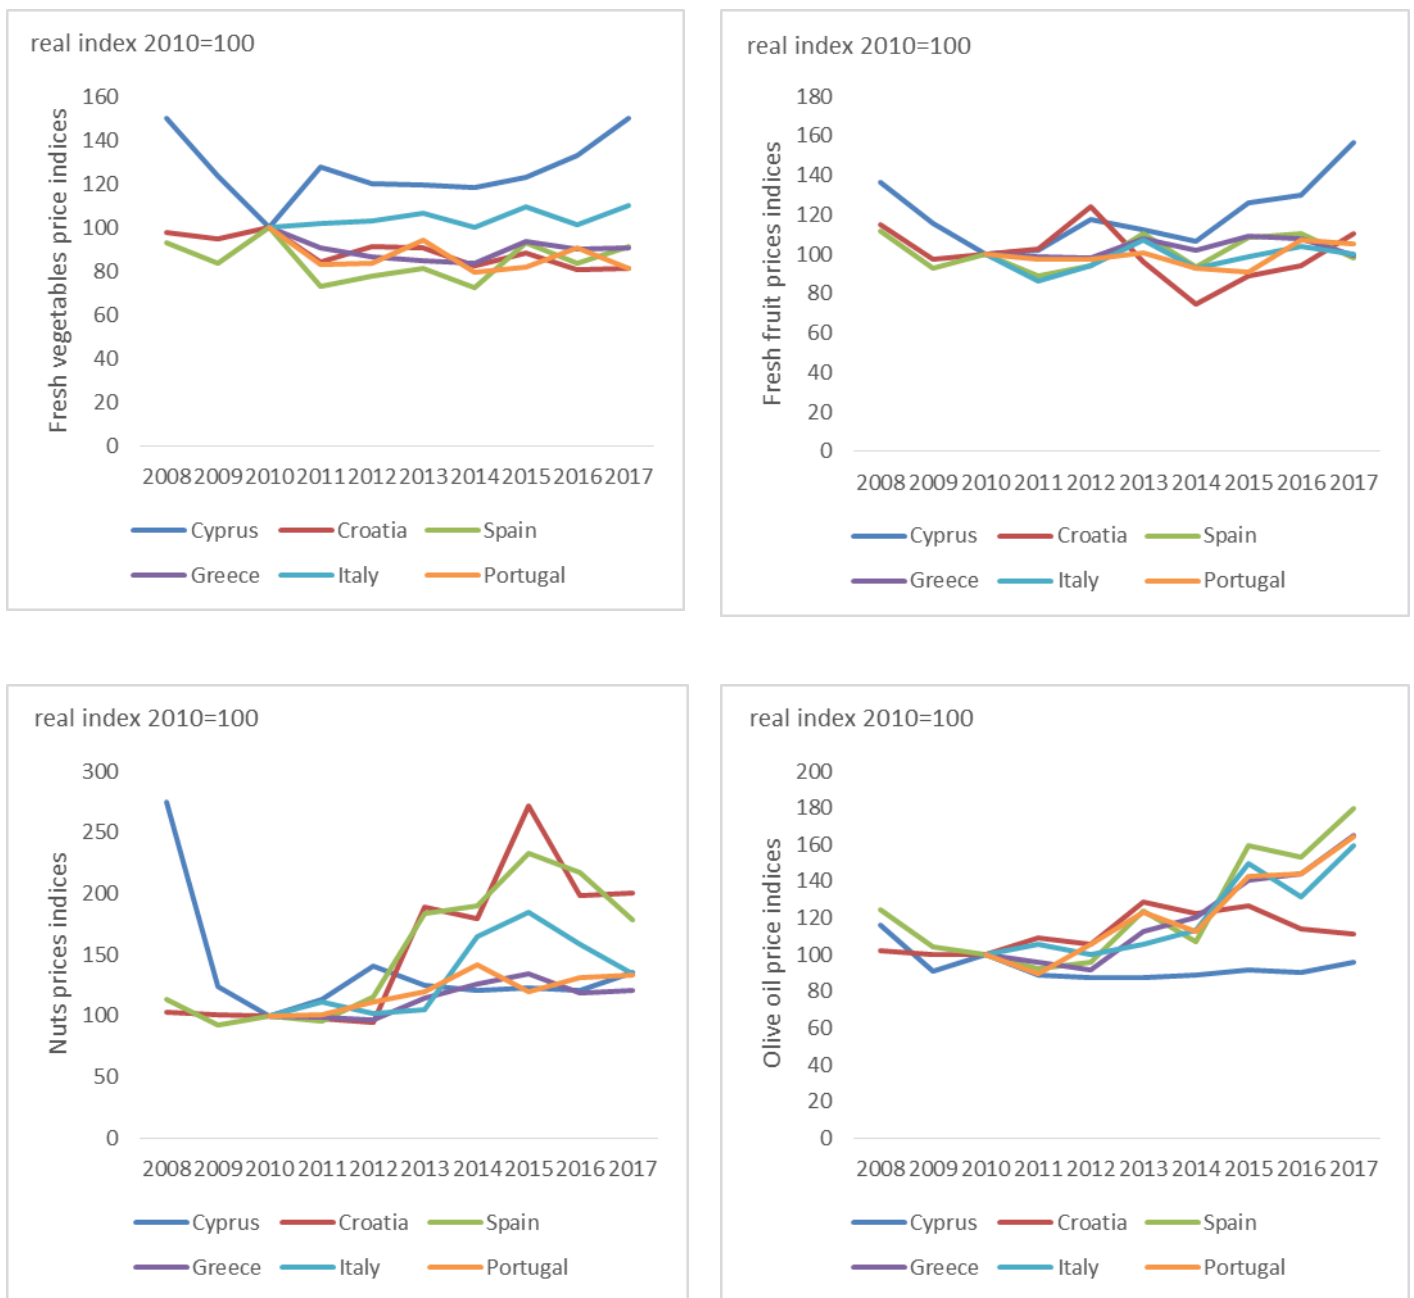 real index 2010=100
Fresh vegetables price indices
160
140
120
100
80
60
40
20
0
2008 2009 2010 2011 2012 2013 2014 2015 2016 2017
Cyprus Croatia Spain
Greece Italy Portugal
real index 2010=100
Fresh fruit prices indices
180
160
140
120
100
80
60
40
20
0
2008 2009 2010 2011 2012 2013 2014 2015 2016 2017
Cyprus Croatia Spain
Greece Italy Portugal
real index 2010=100
Nuts prices indices
300
250
200
150
100
50
0
2008 2009 2010 2011 2012 2013 2014 2015 2016 2017
Cyprus Croatia Spain
Greece Italy Portugal
real index 2010=100
Olive oil price indices
200
180
160
140
120
100
80
60
40
20
0
2008 2009 2010 2011 2012 2013 2014 2015 2016 2017
Cyprus Croatia Spain
Greece Italy Portugal